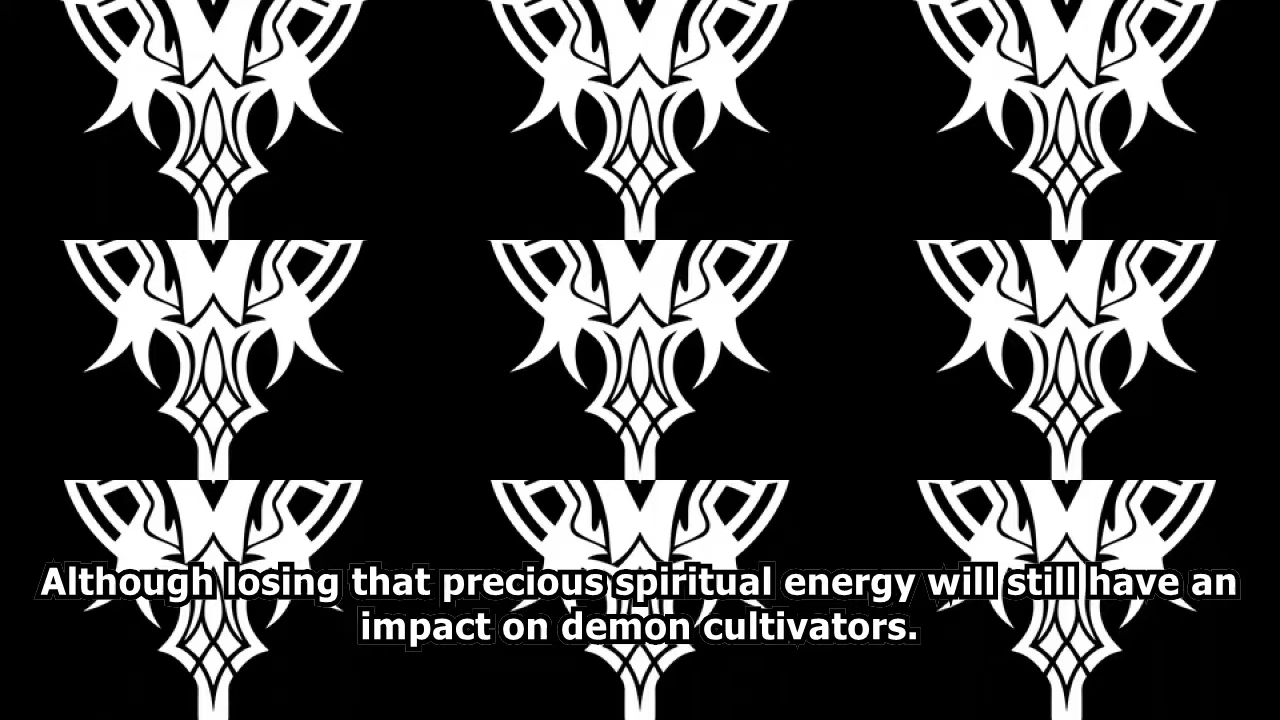 Although losing that precious spiritual energy will still have an
impact on demon cultivators.